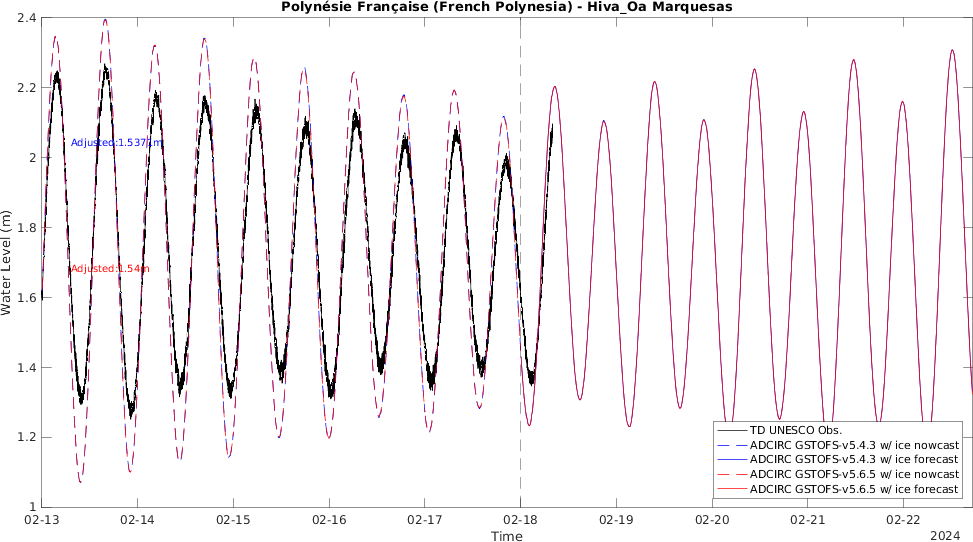 Polynésie Française (French Polynesia) - Hiva_Oa Marquesas
2.4
2.2
2
1.8
1.6
1.4
1.2
1
Water Level (m)
Adjusted:1.5371m
Adjusted:1.54m
TD UNESCO Obs.
ADCIRC GSTOFS-v5.4.3 w/ ice nowcast
ADCIRC GSTOFS-v5.4.3 w/ ice forecast
ADCIRC GSTOFS-v5.6.5 w/ ice nowcast
ADCIRC GSTOFS-v5.6.5 w/ ice forecast
02-13 02-14 02-15 02-16 02-17 02-18 02-19 02-20 02-21 02-22
Time
2024